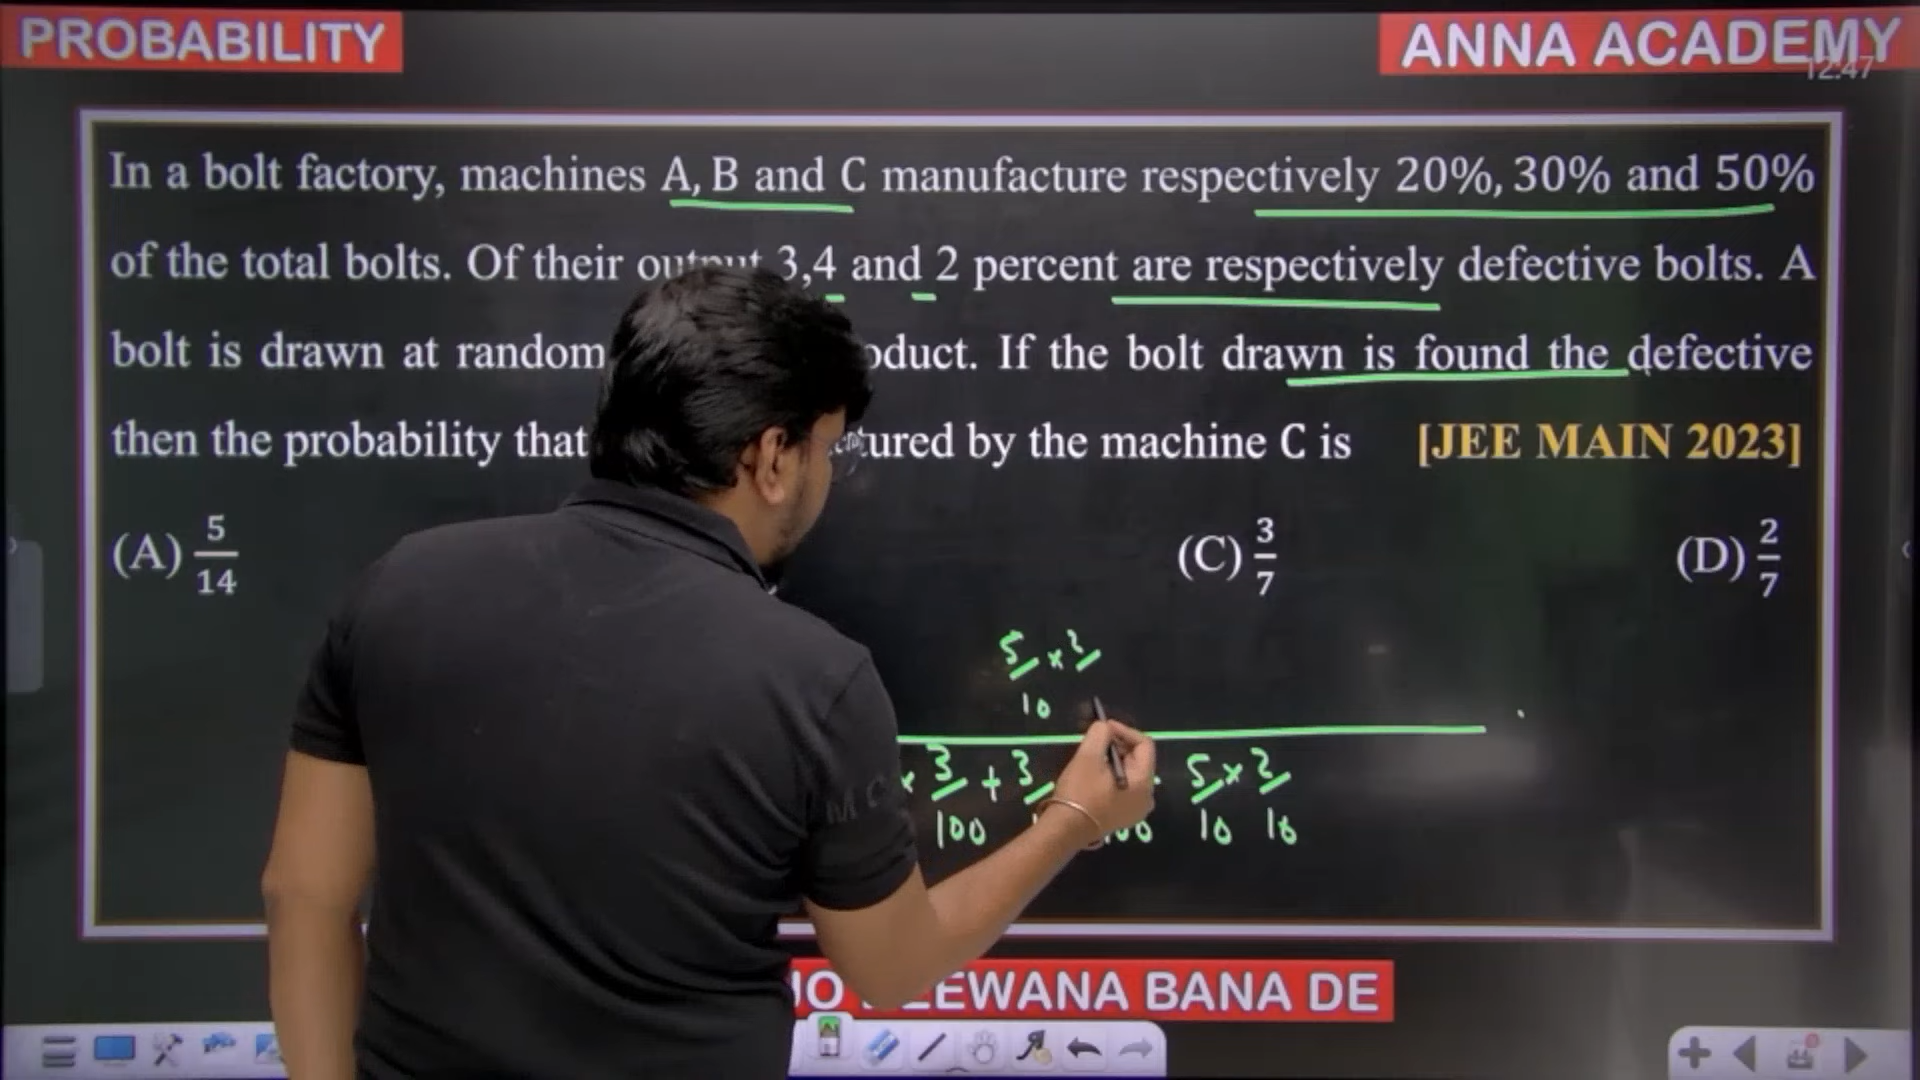 PROBABILITY
ANNA ACADEMY
12:47
In a bolt factory, machines A, B and C manufacture respectively 20%, 30% and 50%
of the total bolts. Of their output 3,4 and 2 percent are respectively defective bolts. A
bolt is drawn at random oduct. If the bolt drawn is found the defective
then the probability that tured by the machine C is [JEE MAIN 2023]
(A) 5/14 (C) 3/7 (D) 2/7
5/10 × 2/
× 3/100 + 3/ 100 5/10 × 2/10
M C
EEWANA BANA DE